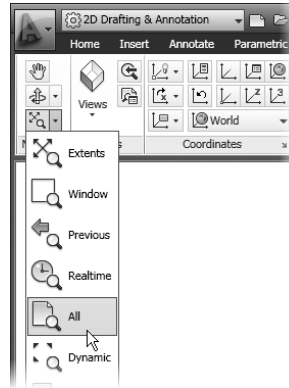 2D Drafting & Annotation
Home Insert Annotate Parametric
Views
World
Coordinates
Extents
Window
Previous
Realtime
All
Dynamic